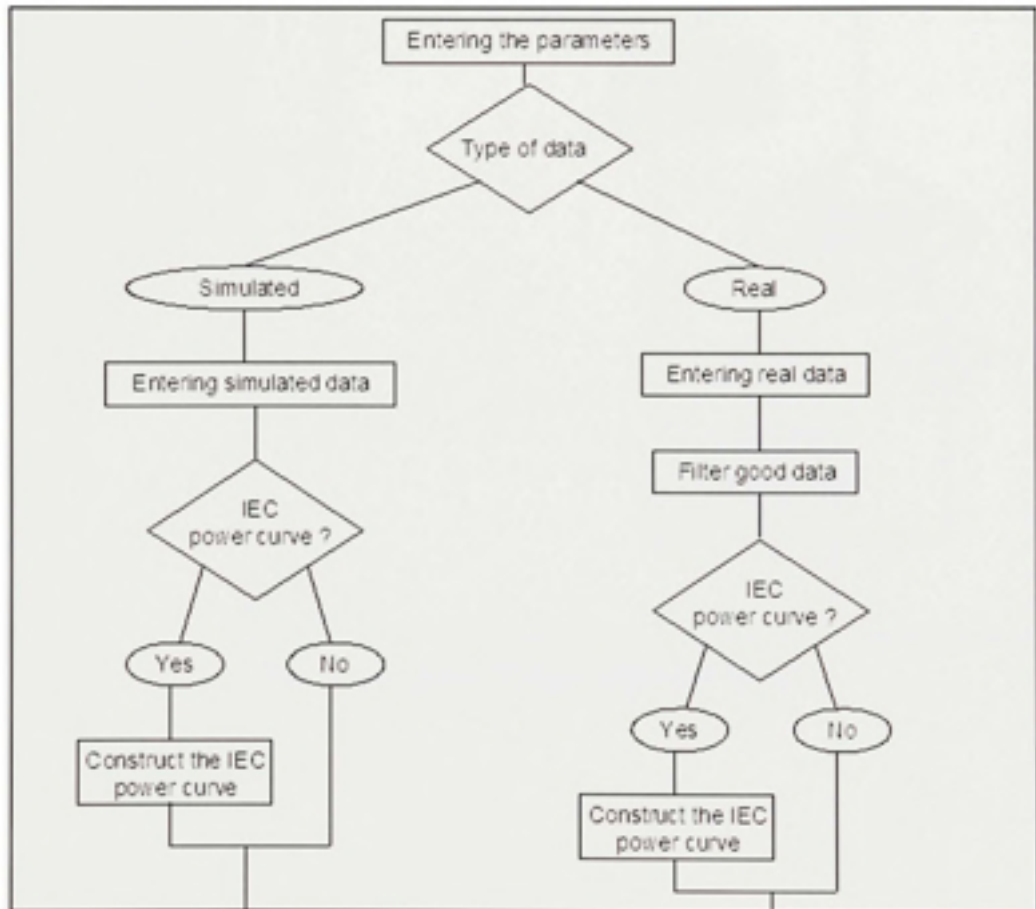 Entering the parameters
Type of data
Simulated
Real
Entering simulated data
Entering real data
Filter good data
IEC
power curve ?
IEC
power curve ?
Yes
No
Yes
No
Construct the IEC
power curve
Construct the IEC
power curve